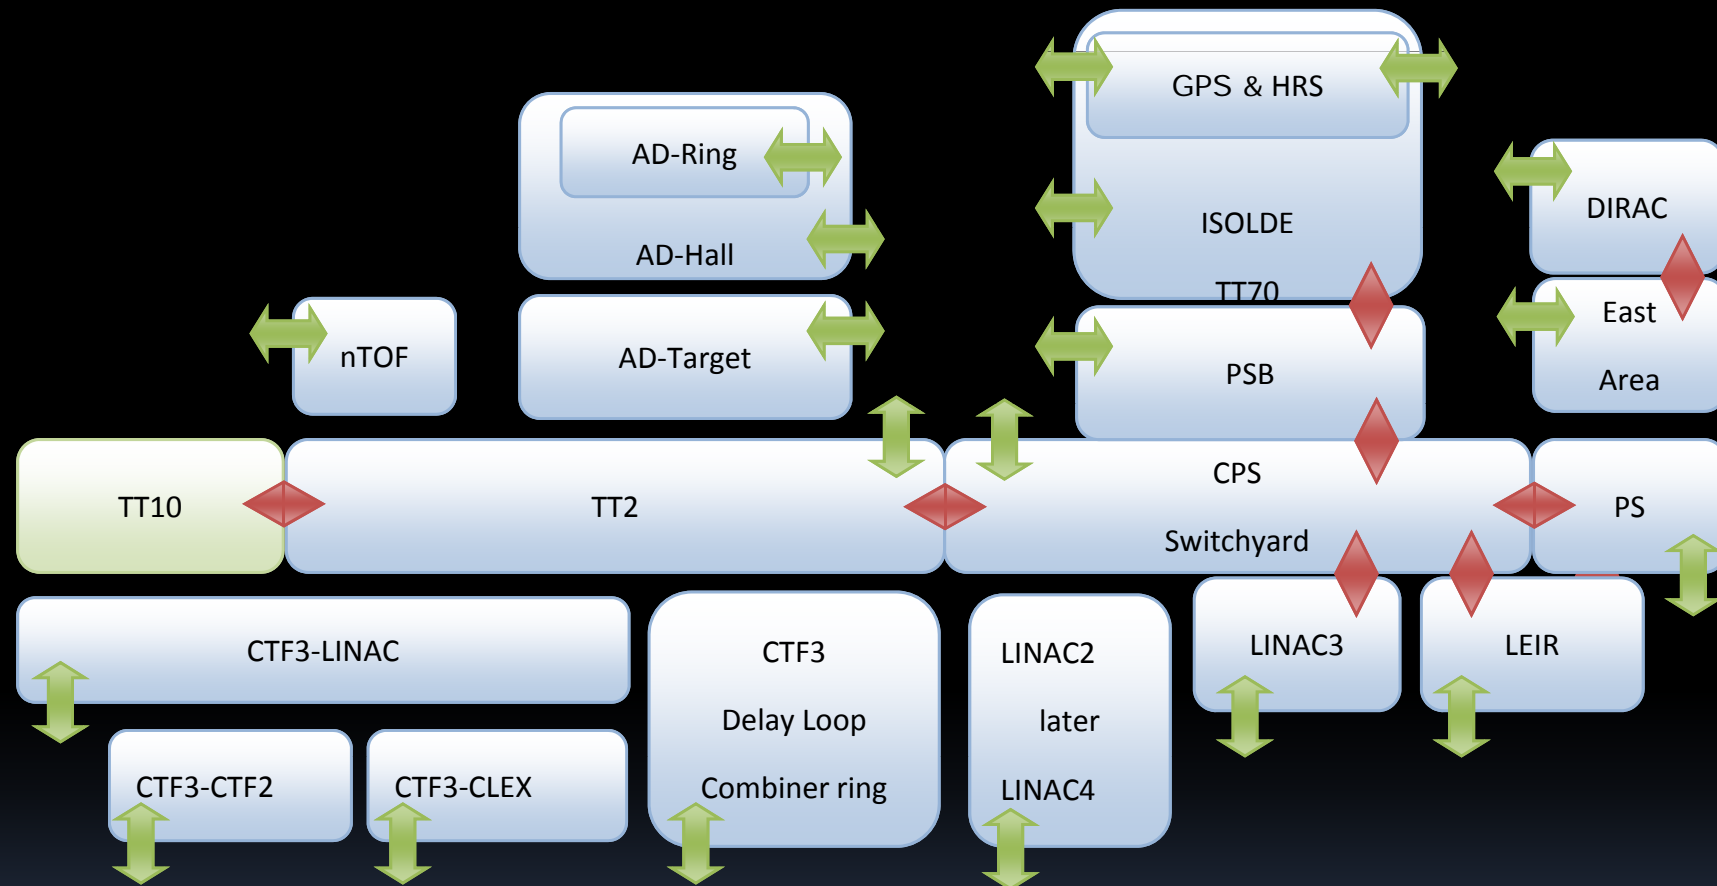 GPS & HRS
AD-Ring
DIRAC
ISOLDE
AD-Hall
TT70
East
nTOF
AD-Target
PSB
Area
TT10
TT2
CPS
Switchyard
PS
CTF3-LINAC
CTF3
Delay Loop
Combiner ring
LINAC2
later
LINAC4
LINAC3
LEIR
CTF3-CTF2
CTF3-CLEX